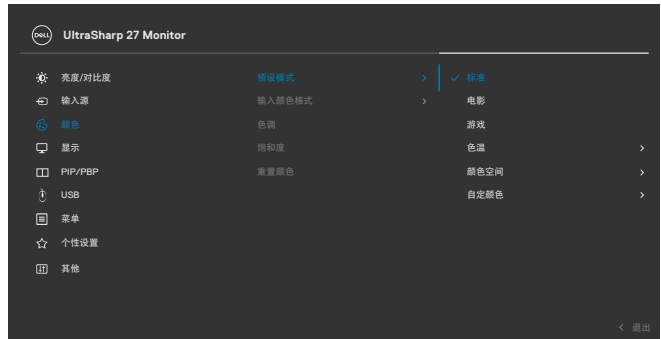 DELL UltraSharp 27 Monitor
亮度/对比度 预设模式 标准
输入源 输入颜色格式 电影
颜色 色调 游戏
显示 饱和度 色温
PIP/PBP 重置颜色 颜色空间
USB 自定颜色
菜单
个性设置
其他
退出